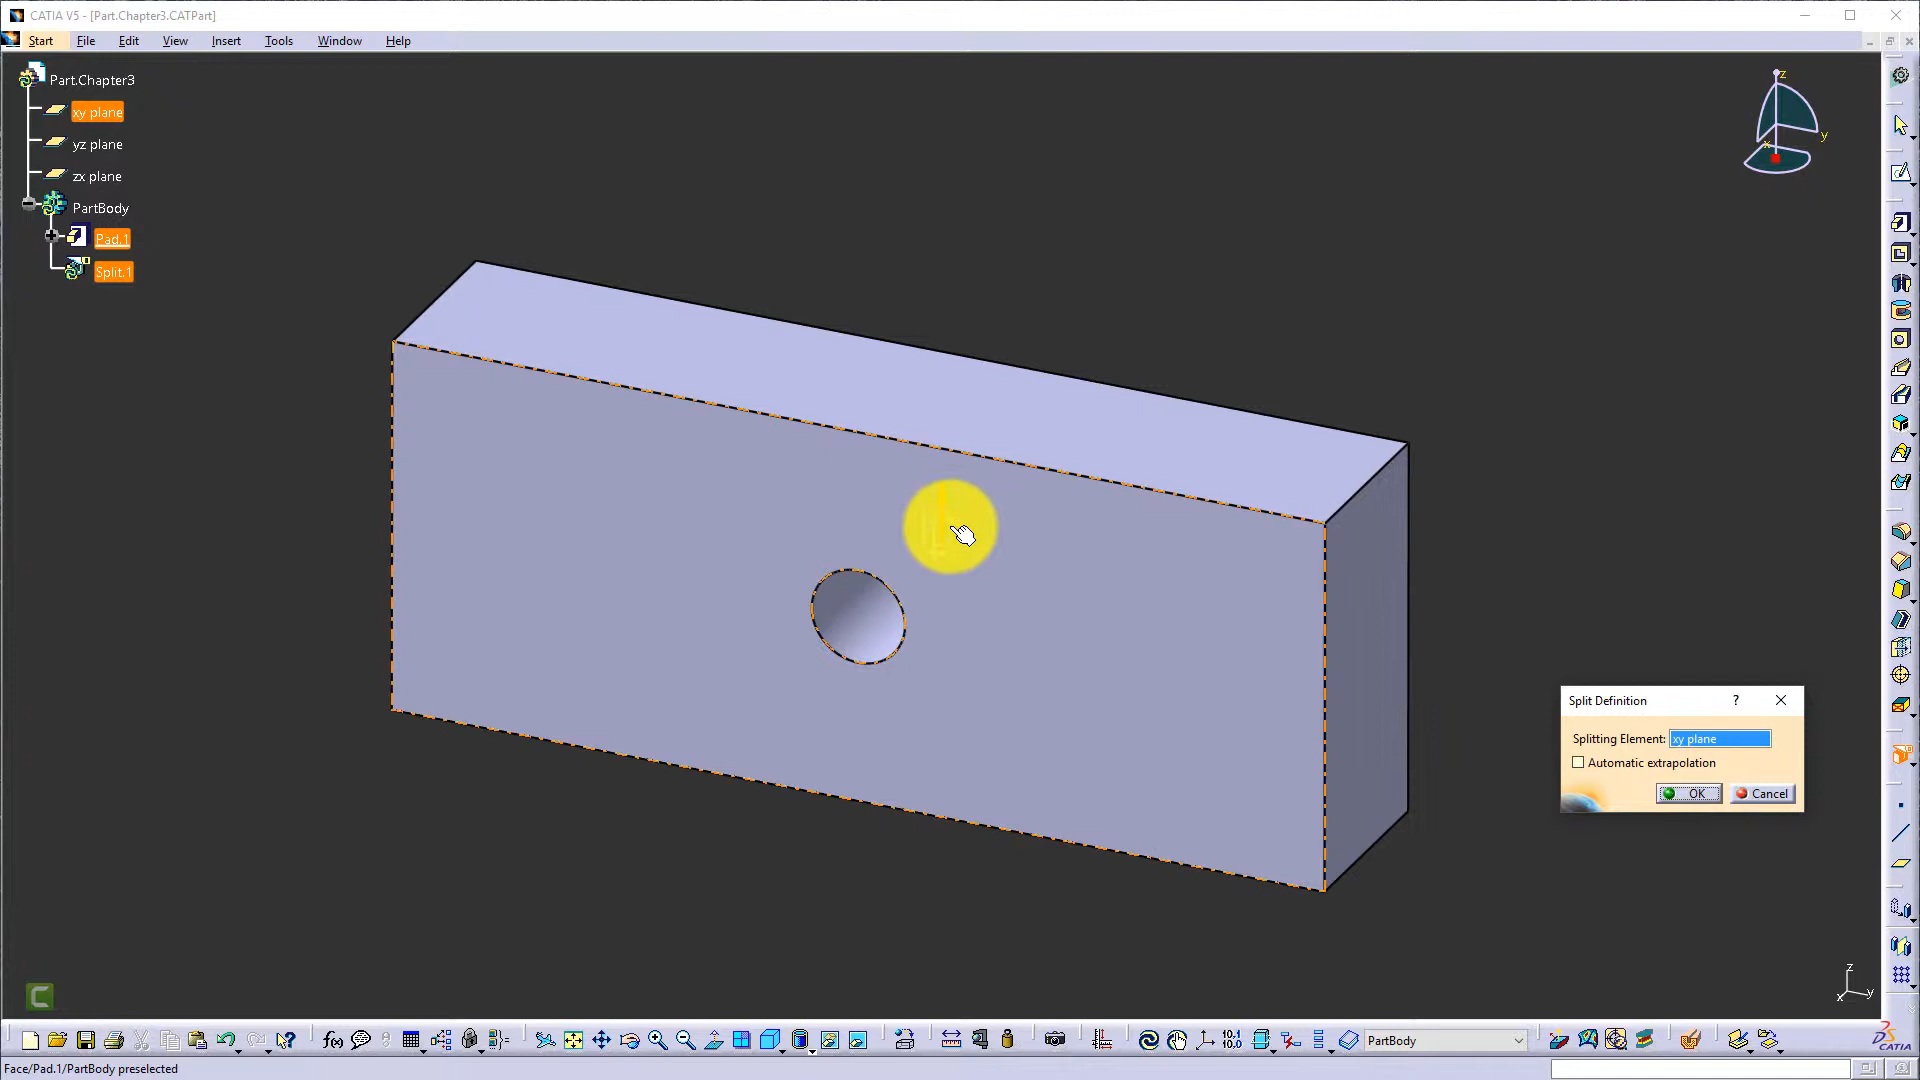 CATIA V5 - [Part.Chapter3.CATPart]
Start File Edit View Insert Tools Window Help
Part.Chapter3
xy plane
yz plane
zx plane
PartBody
Pad.1
Split.1
z
y
x
Split Definition ?
Splitting Element: xy plane
Automatic extrapolation
OK Cancel
z
x y
PartBody
CATIA
Face/Pad.1/PartBody preselected